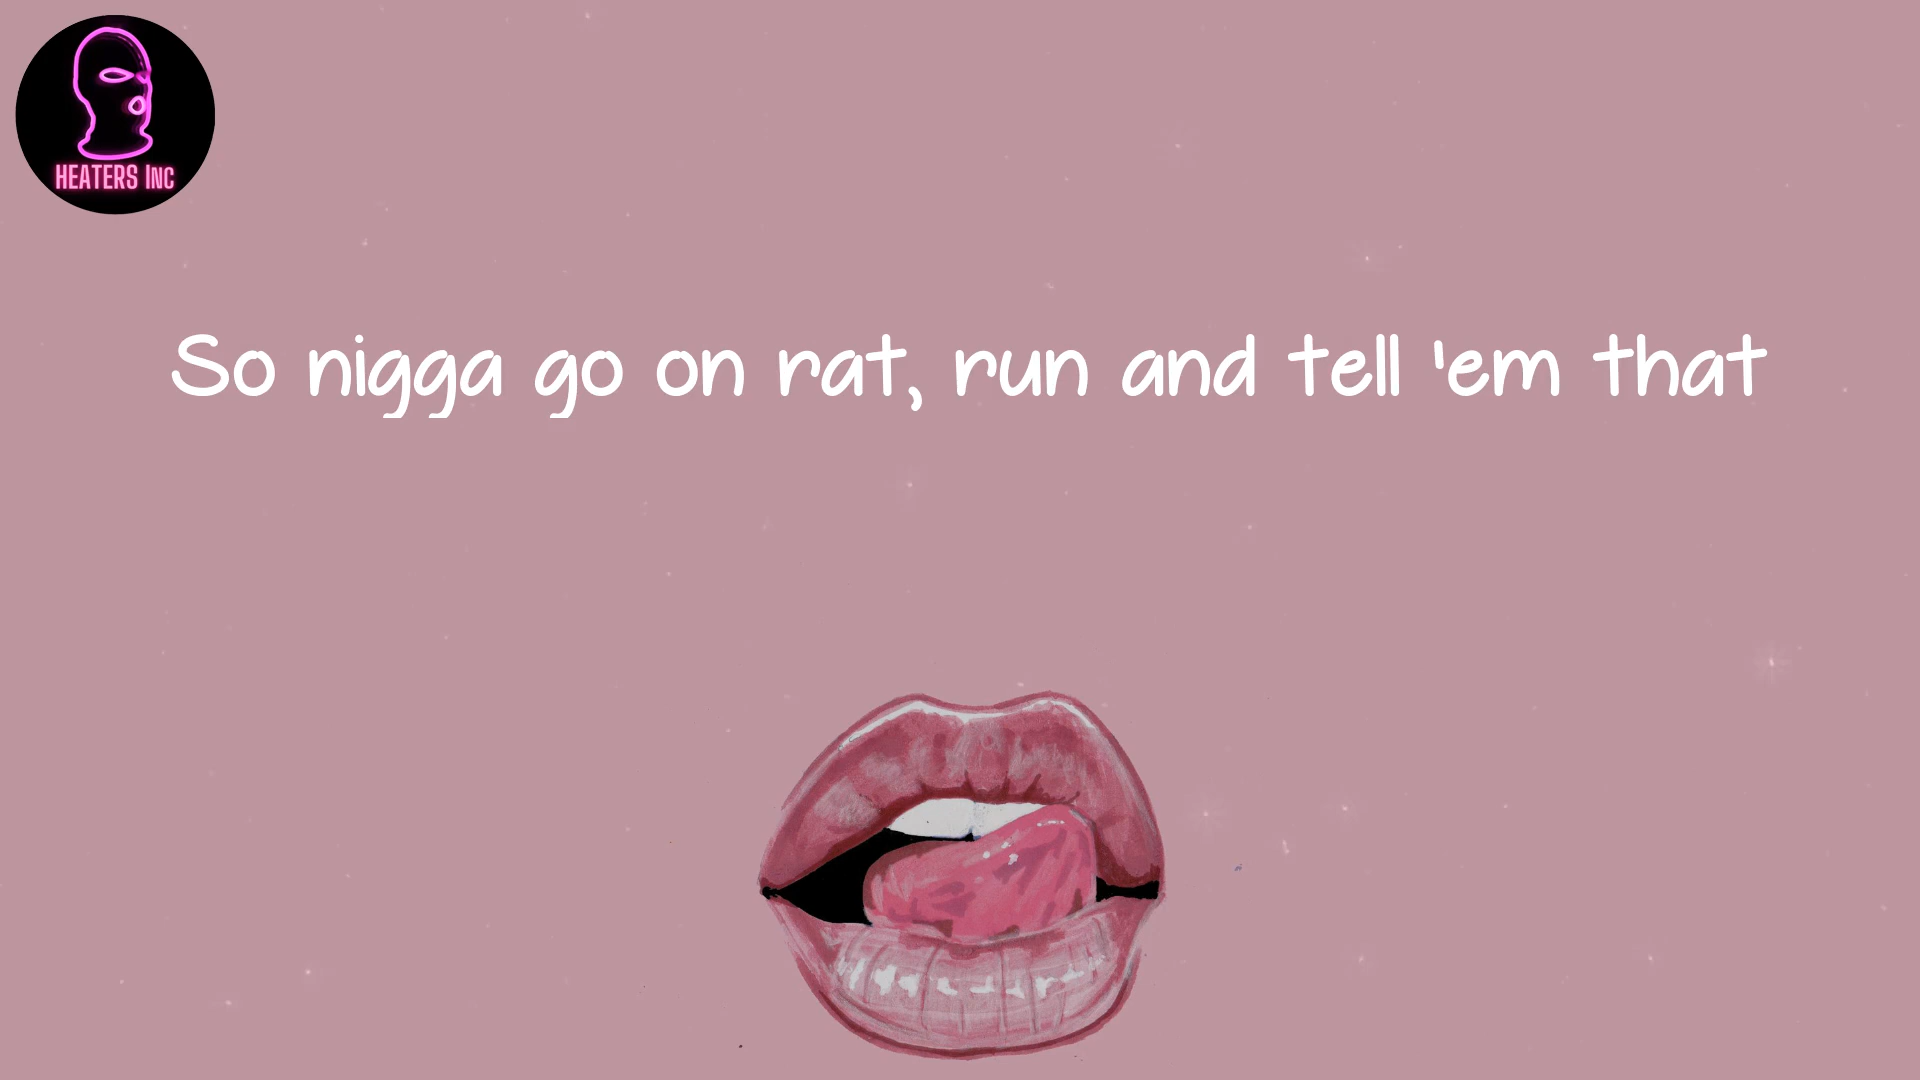 HEATERS INC
So nigga go on rat, run and tell 'em that